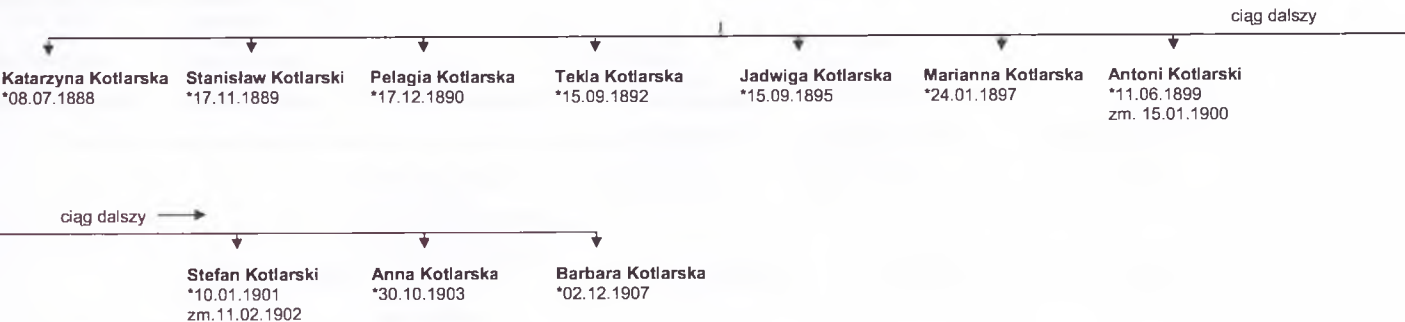 ciąg dalszy
Katarzyna Kotlarska
*08.07.1888
Stanisław Kotlarski
*17.11.1889
Pelagia Kotlarska
*17.12.1890
Tekla Kotlarska
*15.09.1892
Jadwiga Kotlarska
*15.09.1895
Marianna Kotlarska
*24.01.1897
Antoni Kotlarski
*11.06.1899
zm. 15.01.1900
ciąg dalszy
Stefan Kotlarski
*10.01.1901
zm.11.02.1902
Anna Kotlarska
*30.10.1903
Barbara Kotlarska
*02.12.1907